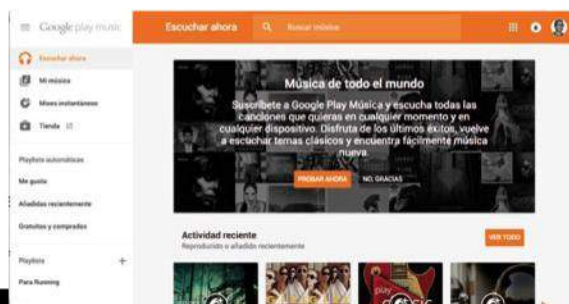 Google play music
Escuchar ahora
Buscar música
Escuchar ahora
Mi música
Mixes instantáneos
Tienda
Playlists automáticas
Me gusta
Añadidas recientemente
Gratuitas y comprados
Playlists
Para Running
Música de todo el mundo
Suscríbete a Google Play Música y escucha todas las
canciones que quieras en cualquier momento y en
cualquier dispositivo. Disfruta de los últimos éxitos, vuelve
a escuchar temas clásicos y encuentra fácilmente música
nueva.
PROBAR AHORA NO, GRACIAS
Actividad reciente
Reproducido o añadido recientemente
VER TODO
play